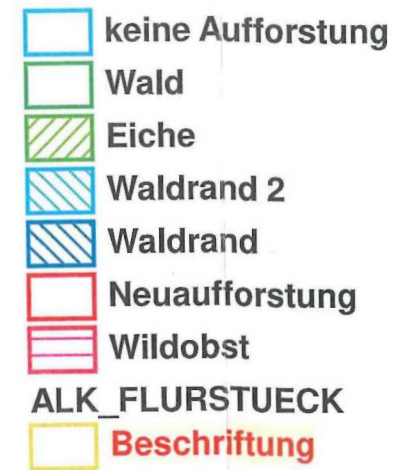 keine Aufforstung
Wald
Eiche
Waldrand 2
Waldrand
Neuaufforstung
Wildobst
ALK_FLURSTUECK
Beschriftung